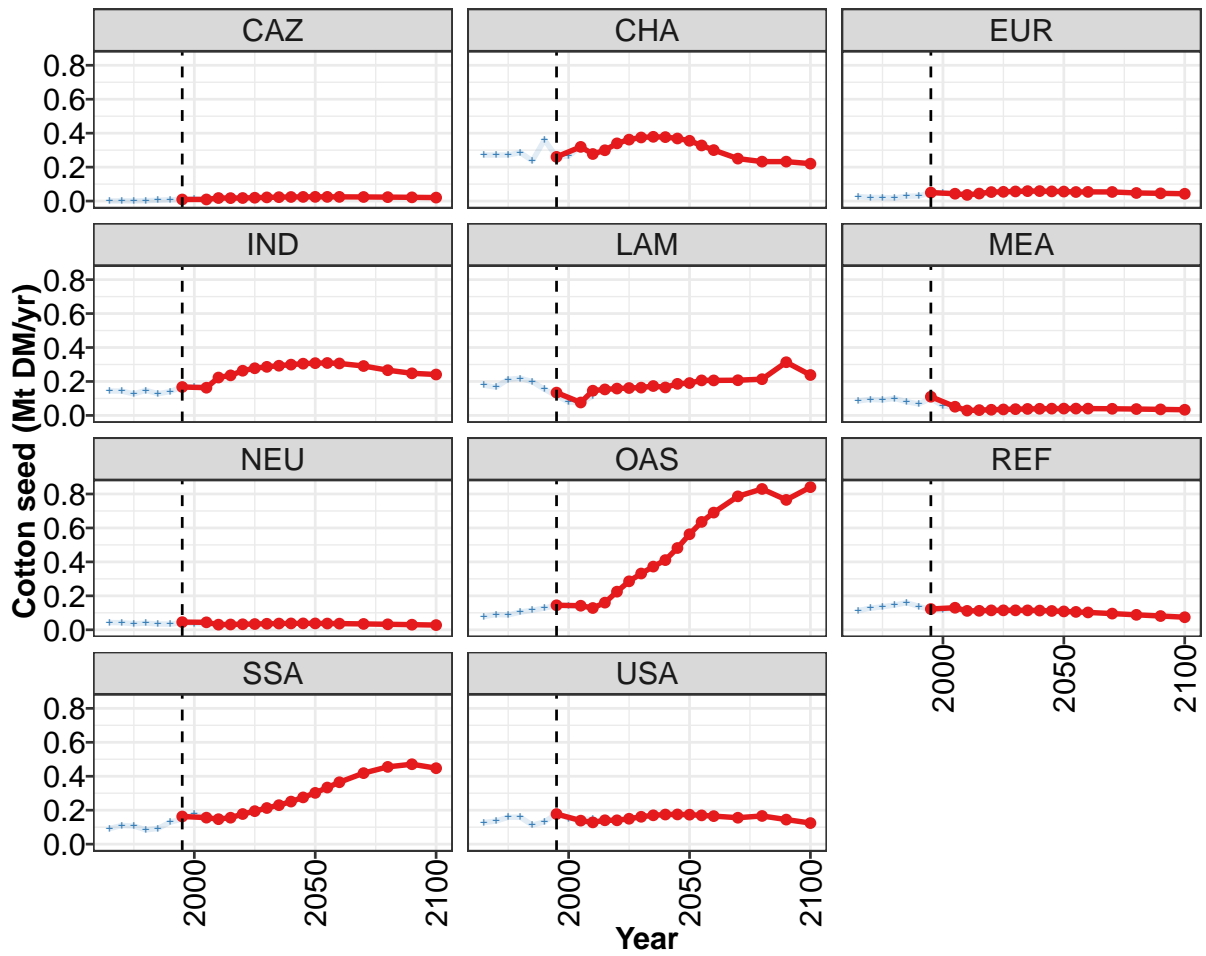 CAZ CHA EUR
0.8
0.6
0.4
0.2
0.0
IND LAM MEA
0.8
0.6
0.4
0.2
0.0
NEU OAS REF
0.8
0.6
0.4
0.2
0.0
2000 2050 2100
SSA USA
0.8
0.6
0.4
0.2
0.0
2000 2050 2100 2000 2050 2100
Cotton seed (Mt DM/yr)
Year